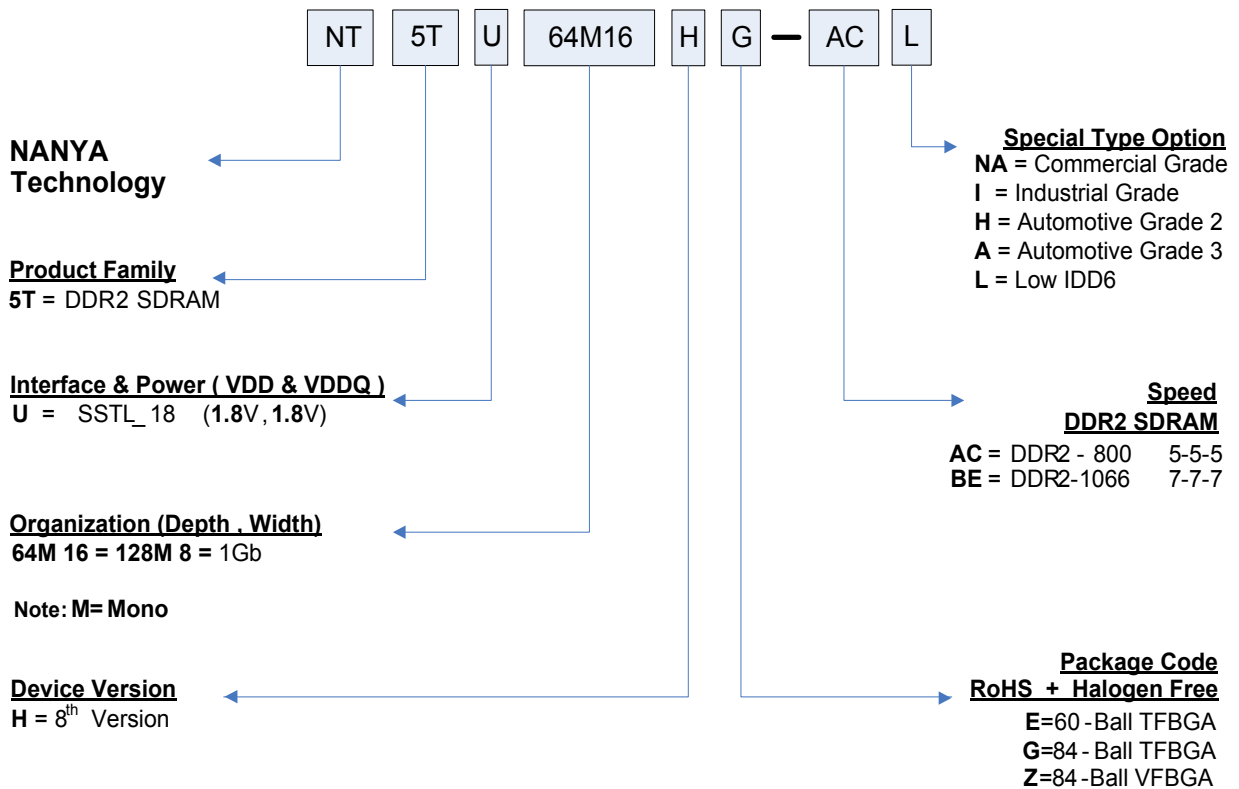 NT 5T U 64M16 H G — AC L
NANYA
Technology
Product Family
5T = DDR2 SDRAM
Interface & Power ( VDD & VDDQ )
U = SSTL_ 18 (1.8V, 1.8V)
Organization (Depth , Width)
64M 16 = 128M 8 = 1Gb
Note: M= Mono
Device Version
H = 8th Version
Special Type Option
NA = Commercial Grade
I = Industrial Grade
H = Automotive Grade 2
A = Automotive Grade 3
L = Low IDD6
Speed
DDR2 SDRAM
AC = DDR2 - 800 5-5-5
BE = DDR2-1066 7-7-7
Package Code
RoHS + Halogen Free
E=60 -Ball TFBGA
G=84 - Ball TFBGA
Z=84 -Ball VFBGA